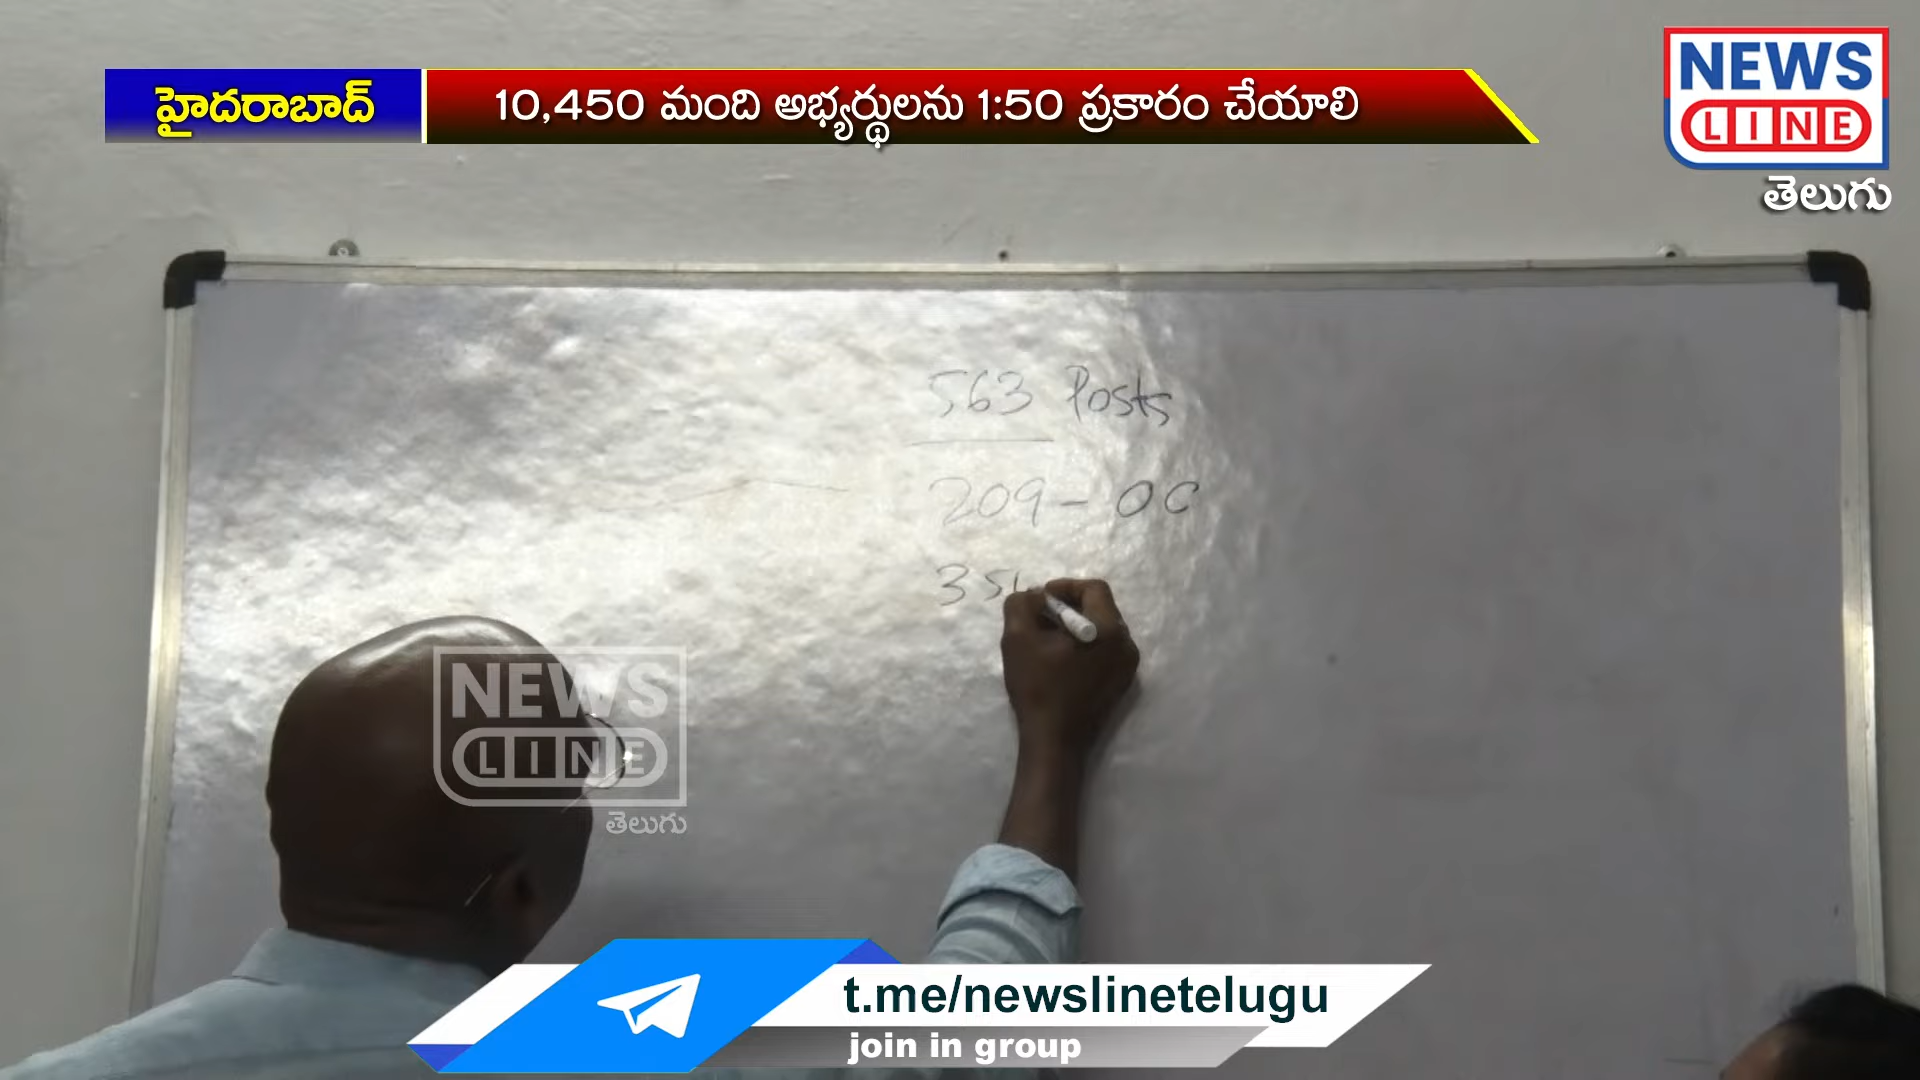 హైదరాబాద్
10,450 మంది అభ్యర్థులను 1:50 ప్రకారం చేయాలి
NEWS
LINE
తెలుగు
563 Posts
209 - OC
35
NEWS
LINE
తెలుగు
t.me/newslinetelugu
join in group